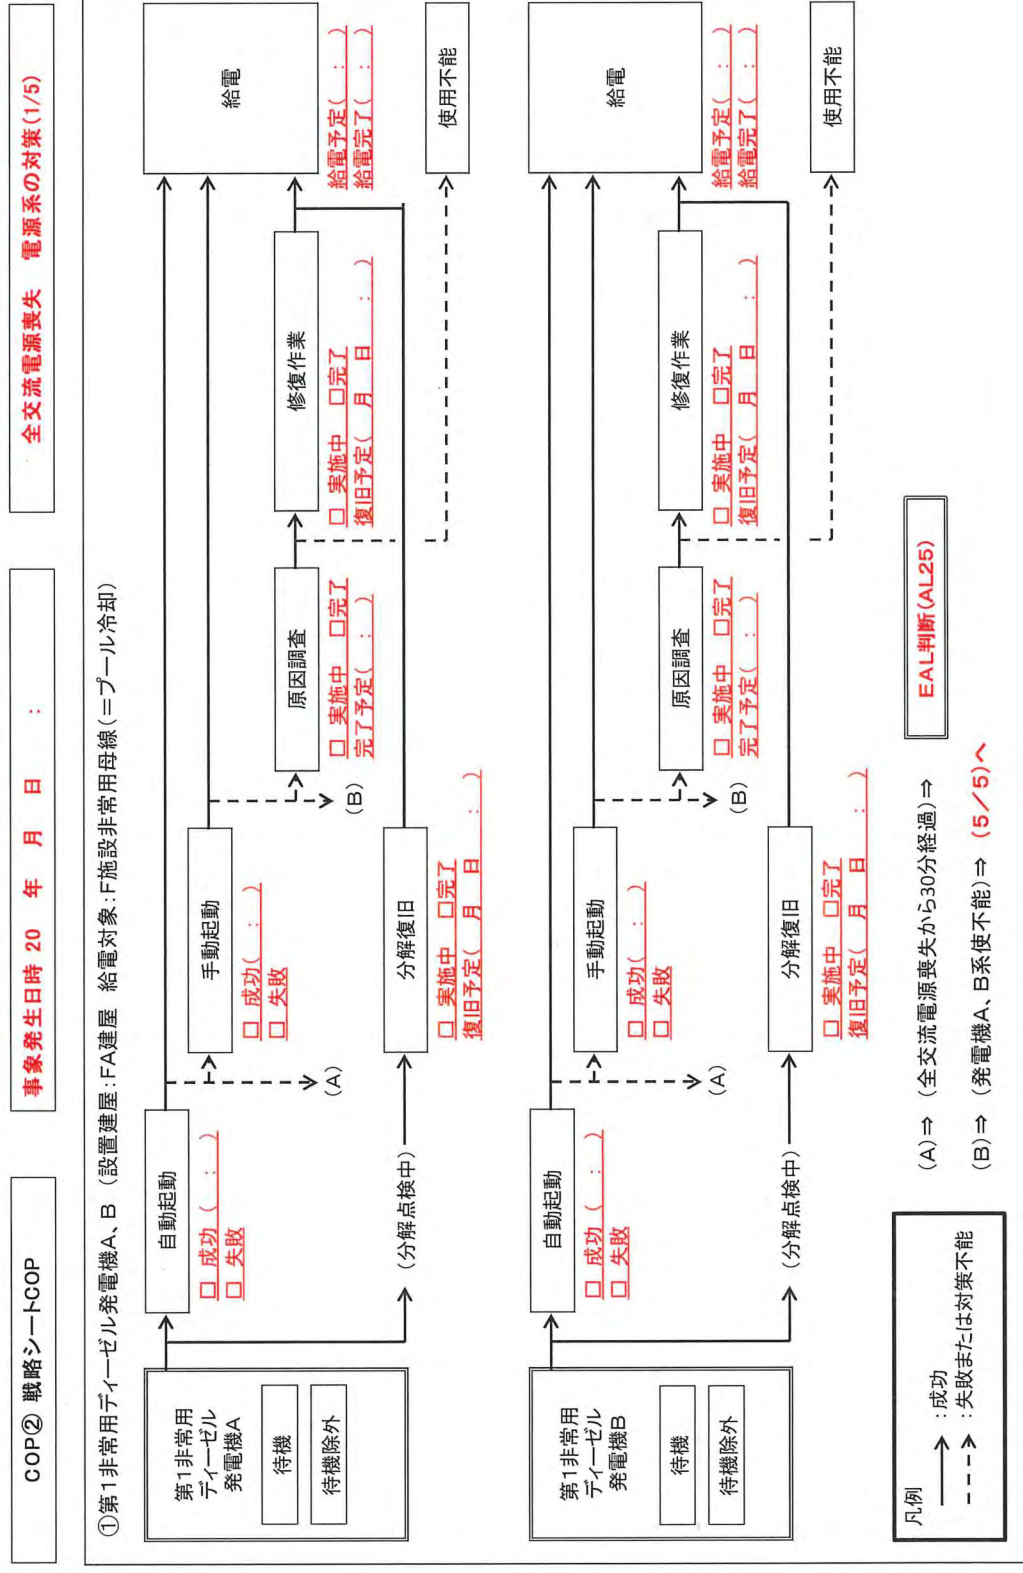 COP② 戦略シートCOP
事象発生日時 20 年 月 日 :
全交流電源喪失 電源系の対策(1/5)
①第1非常用ディーゼル発電機A、B (設置建屋:FA建屋 給電対象:F施設非常用母線(=プール冷却)
第1非常用
ディーゼル
発電機A
待機
待機除外
自動起動
□ 成功 ( : )
□ 失敗
(A)
(分解点検中)
手動起動
□ 成功( : )
□ 失敗
(B)
分解復旧
□ 実施中 □完了
復旧予定( 月 日 : )
原因調査
□ 実施中 □完了
完了予定( : )
修復作業
□ 実施中 □完了
復旧予定( 月 日 : )
給電
給電予定( : )
給電完了( : )
使用不能
第1非常用
ディーゼル
発電機B
待機
待機除外
自動起動
□ 成功 ( : )
□ 失敗
(A)
(分解点検中)
手動起動
□ 成功( : )
□ 失敗
(B)
分解復旧
□ 実施中 □完了
復旧予定( 月 日 : )
原因調査
□ 実施中 □完了
完了予定( : )
修復作業
□ 実施中 □完了
復旧予定( 月 日 : )
給電
給電予定( : )
給電完了( : )
使用不能
凡例
:成功
:失敗または対策不能
(A)⇒ (全交流電源喪失から30分経過)⇒ EAL判断(AL25)
(B)⇒ (発電機A、B系使不能)⇒ (5/5)へ